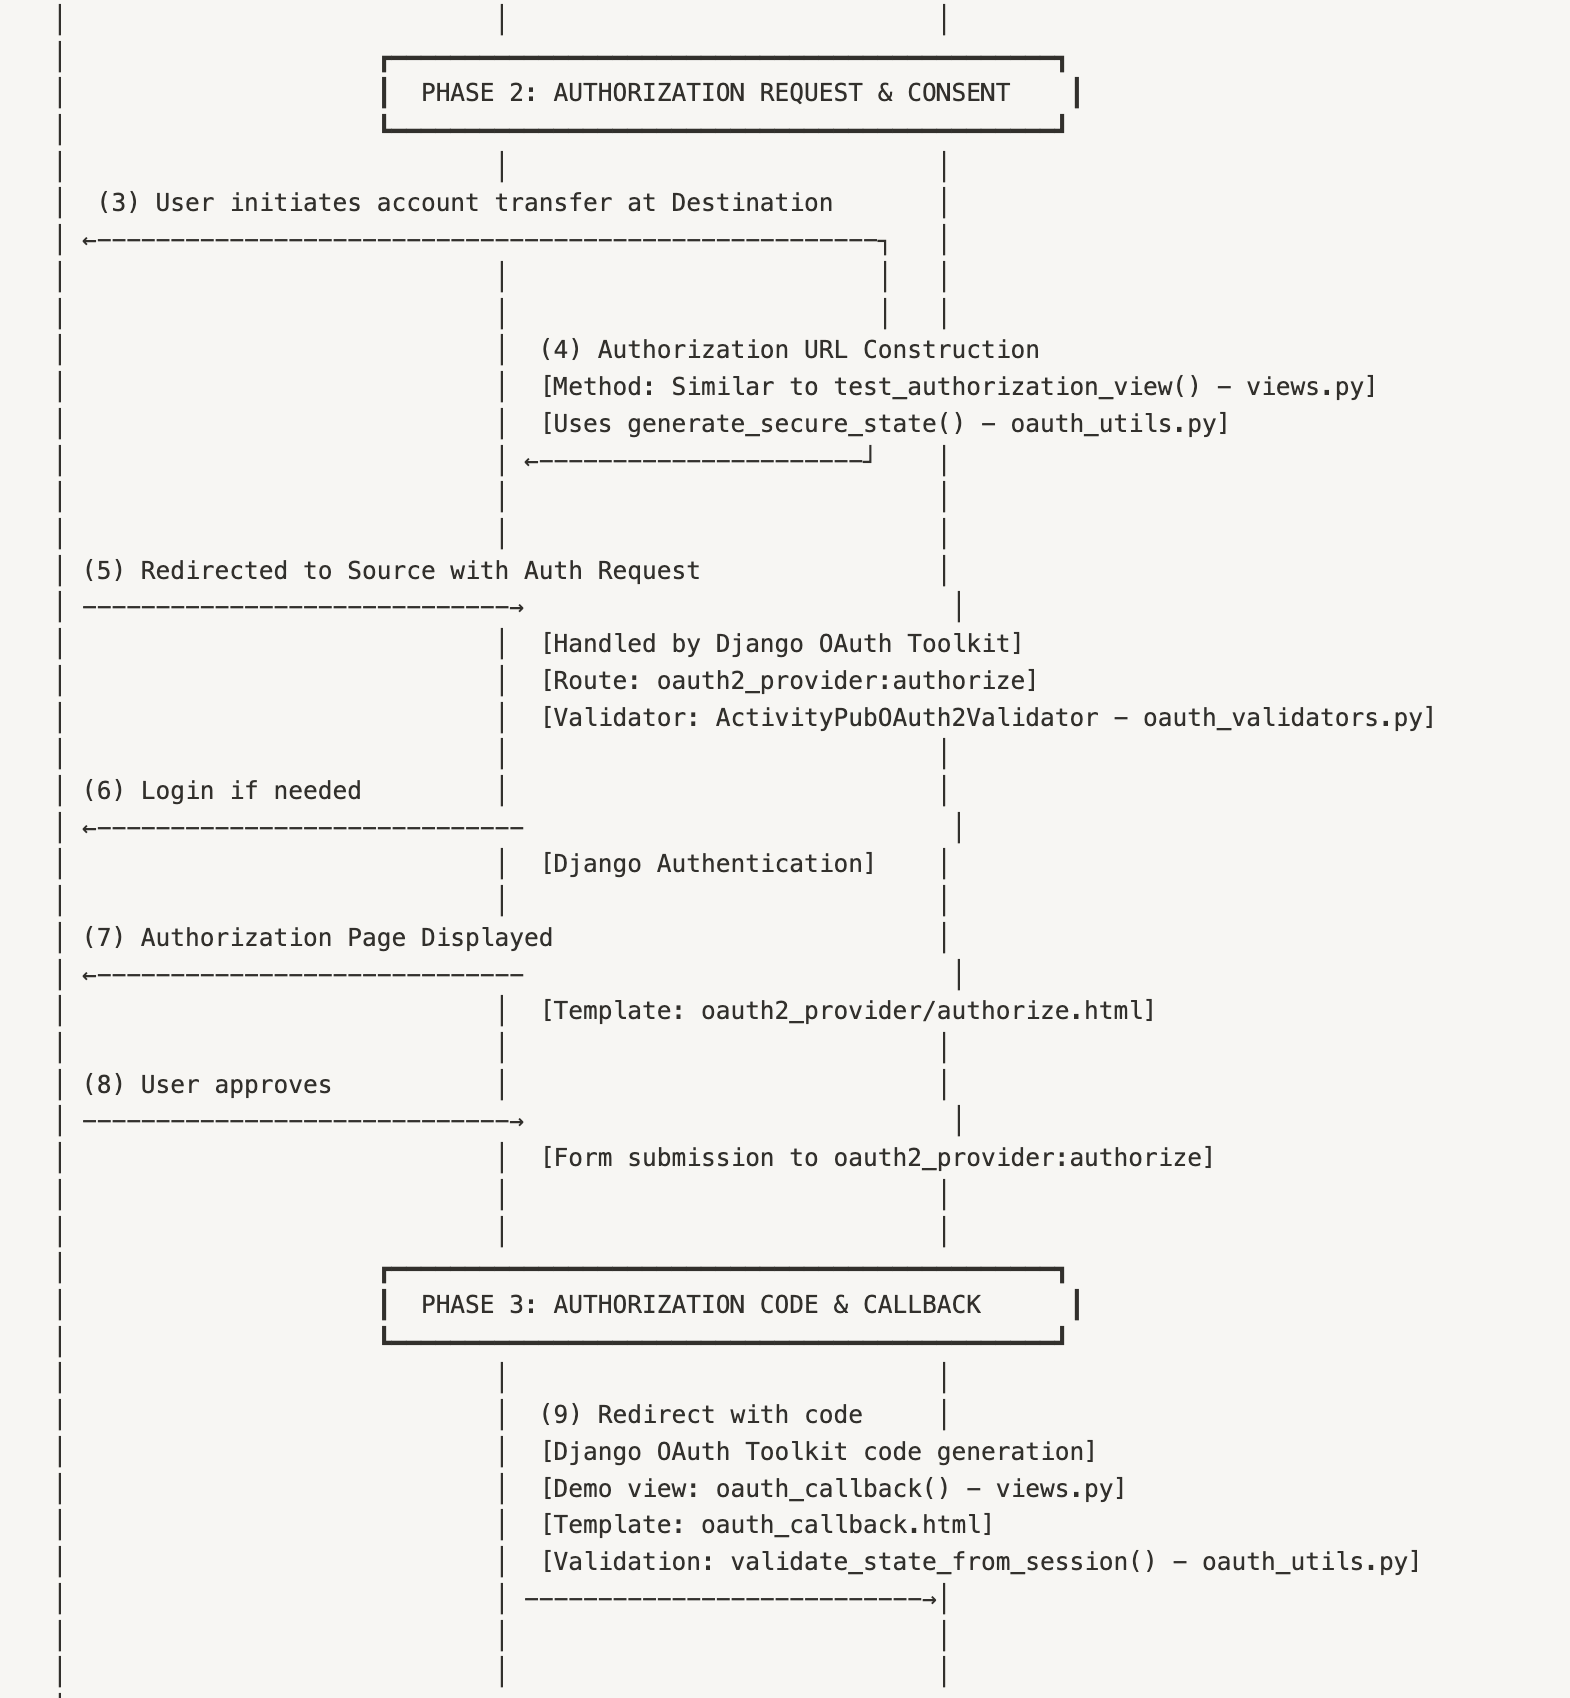 PHASE 2: AUTHORIZATION REQUEST & CONSENT
(3) User initiates account transfer at Destination
(4) Authorization URL Construction
[Method: Similar to test_authorization_view() - views.py]
[Uses generate_secure_state() - oauth_utils.py]
(5) Redirected to Source with Auth Request
[Handled by Django OAuth Toolkit]
[Route: oauth2_provider:authorize]
[Validator: ActivityPubOAuth2Validator - oauth_validators.py]
(6) Login if needed
[Django Authentication]
(7) Authorization Page Displayed
[Template: oauth2_provider/authorize.html]
(8) User approves
[Form submission to oauth2_provider:authorize]
PHASE 3: AUTHORIZATION CODE & CALLBACK
(9) Redirect with code
[Django OAuth Toolkit code generation]
[Demo view: oauth_callback() - views.py]
[Template: oauth_callback.html]
[Validation: validate_state_from_session() - oauth_utils.py]